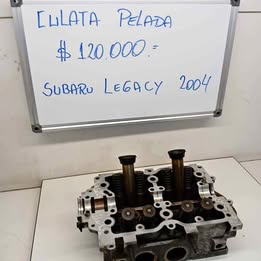 CULATA PELADA
$120.000.=
SUBARU LEGACY 2004